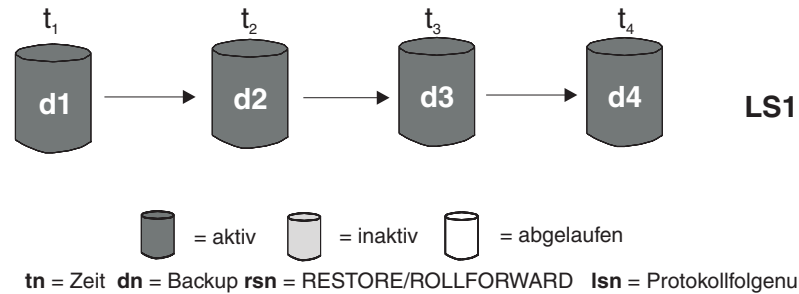 t1 t2 t3 t4
d1 d2 d3 d4 LS1
= aktiv = inaktiv = abgelaufen
tn = Zeit dn = Backup rsn = RESTORE/ROLLFORWARD lsn = Protokollfolgenu